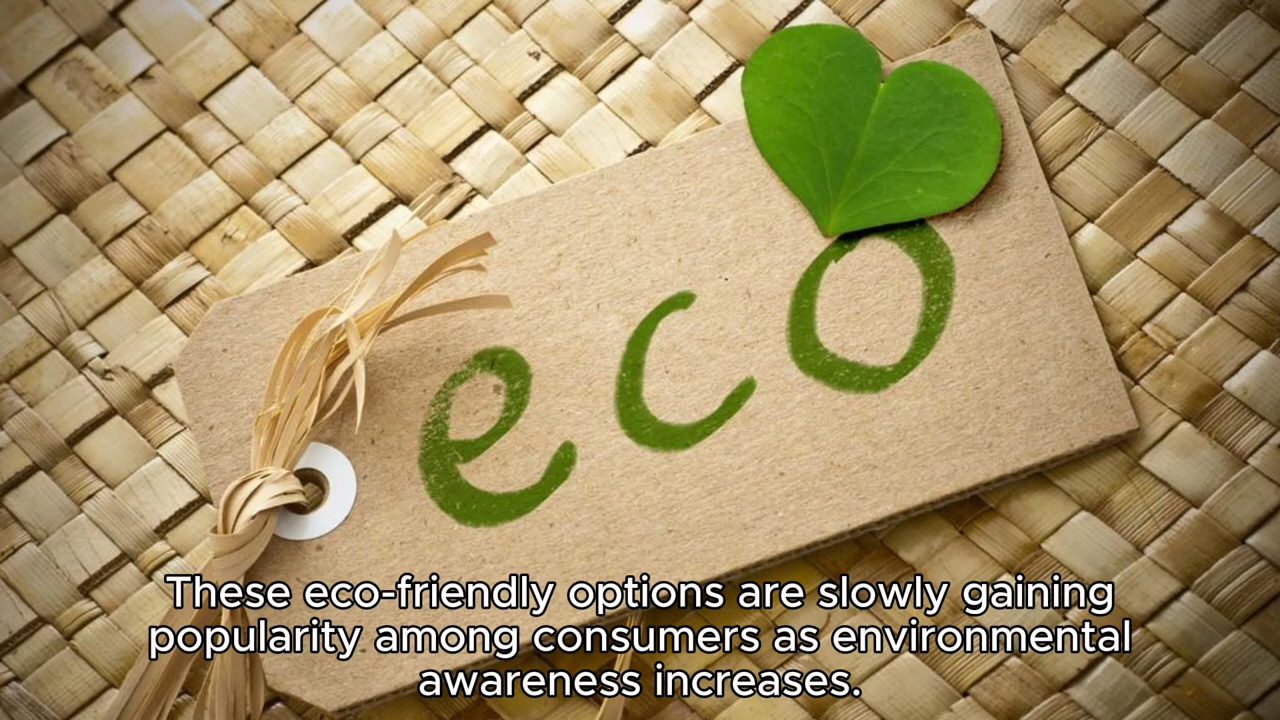 eco
These eco-friendly options are slowly gaining
popularity among consumers as environmental
awareness increases.